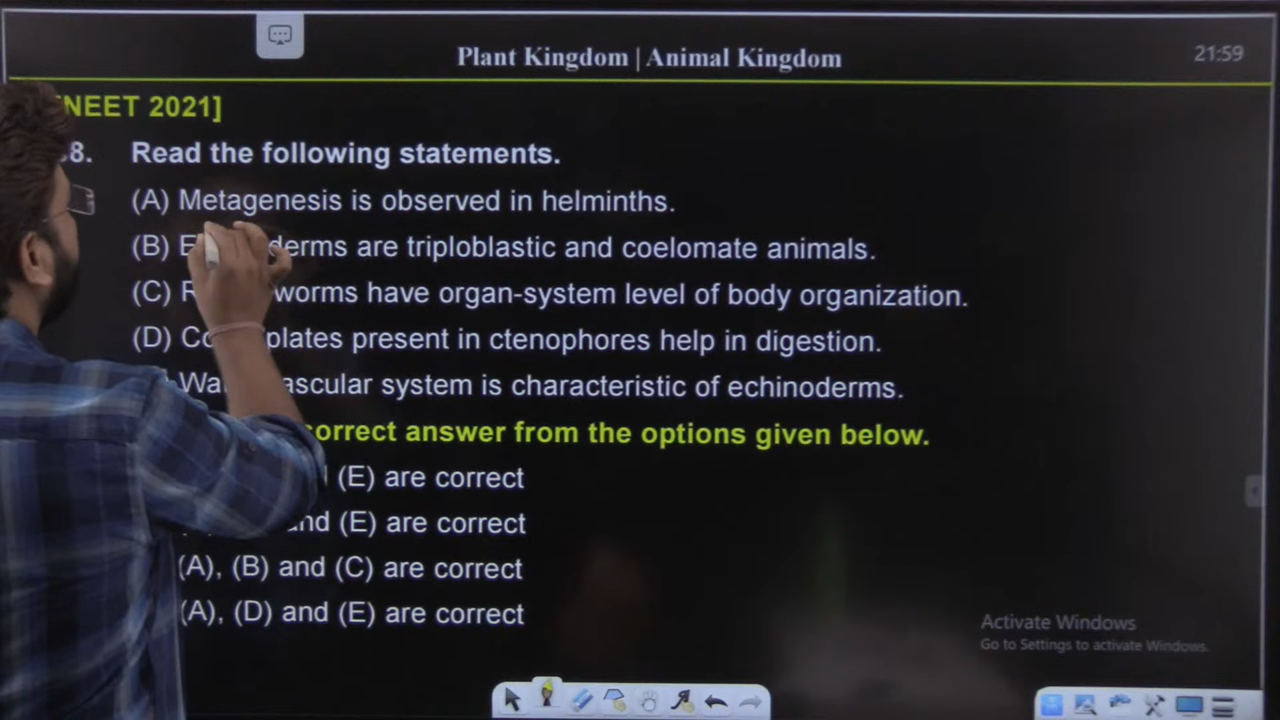 Plant Kingdom | Animal Kingdom
21:59
NEET 2021]
8. Read the following statements.
(A) Metagenesis is observed in helminths.
(B) E derms are triploblastic and coelomate animals.
(C) R worms have organ-system level of body organization.
(D) Co plates present in ctenophores help in digestion.
Wa ascular system is characteristic of echinoderms.
correct answer from the options given below.
(E) are correct
and (E) are correct
(A), (B) and (C) are correct
(A), (D) and (E) are correct
Activate Windows
Go to Settings to activate Windows.